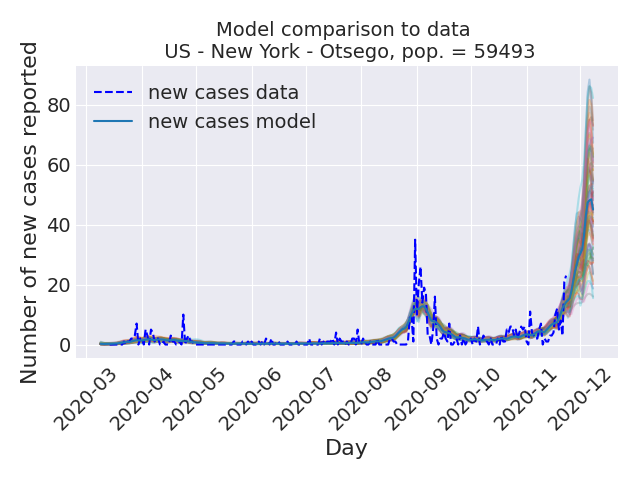 Model comparison to data
US - New York - Otsego, pop. = 59493
Number of new cases reported
80
60
40
20
0
new cases data
new cases model
2020-03
2020-04
2020-05
2020-06
2020-07
2020-08
2020-09
2020-10
2020-11
2020-12
Day